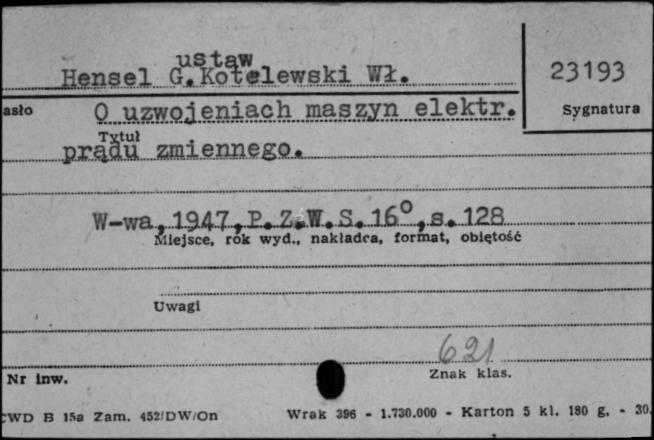 ustaw
Hensel G.Kotelewski Wł.
23193
asło
O uzwojeniach maszyn elektr.
Sygnatura
Tytuł
prądu zmiennego.
W-wa,1947,P.Z.W.S.16°,s.128
Miejsce, rok wyd., nakładca, format, objętość
Uwagi
621
Nr inw.
Znak klas.
CWD B 15a Zam. 452/DW/On Wrak 396 - 1.730.000 - Karton 5 kl. 180 g. - 30.